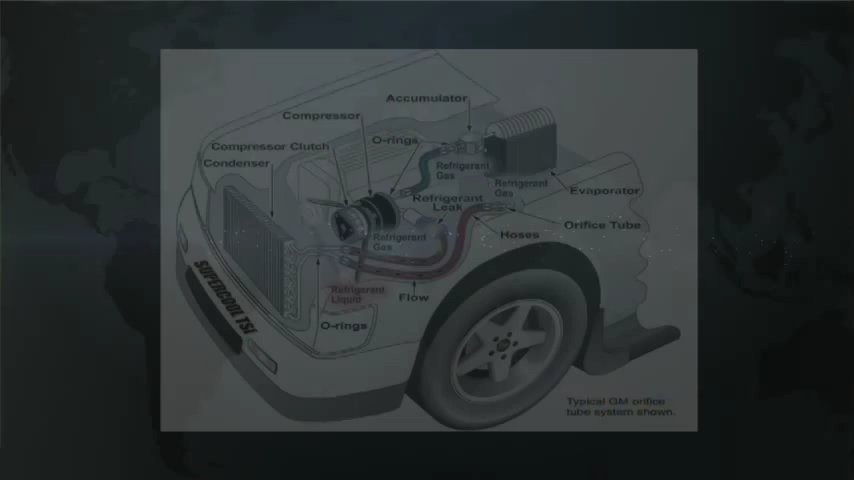 Accumulator
Compressor
O-rings
Compressor Clutch
Condenser
Refrigerant
Gas
Refrigerant
Gas
Evaporator
Refrigerant
Leak
Orifice Tube
Hoses
Refrigerant
Gas
SUPERCOOL TSI
Refrigerant
Liquid
Flow
O-rings
Typical GM orifice
tube system shown.